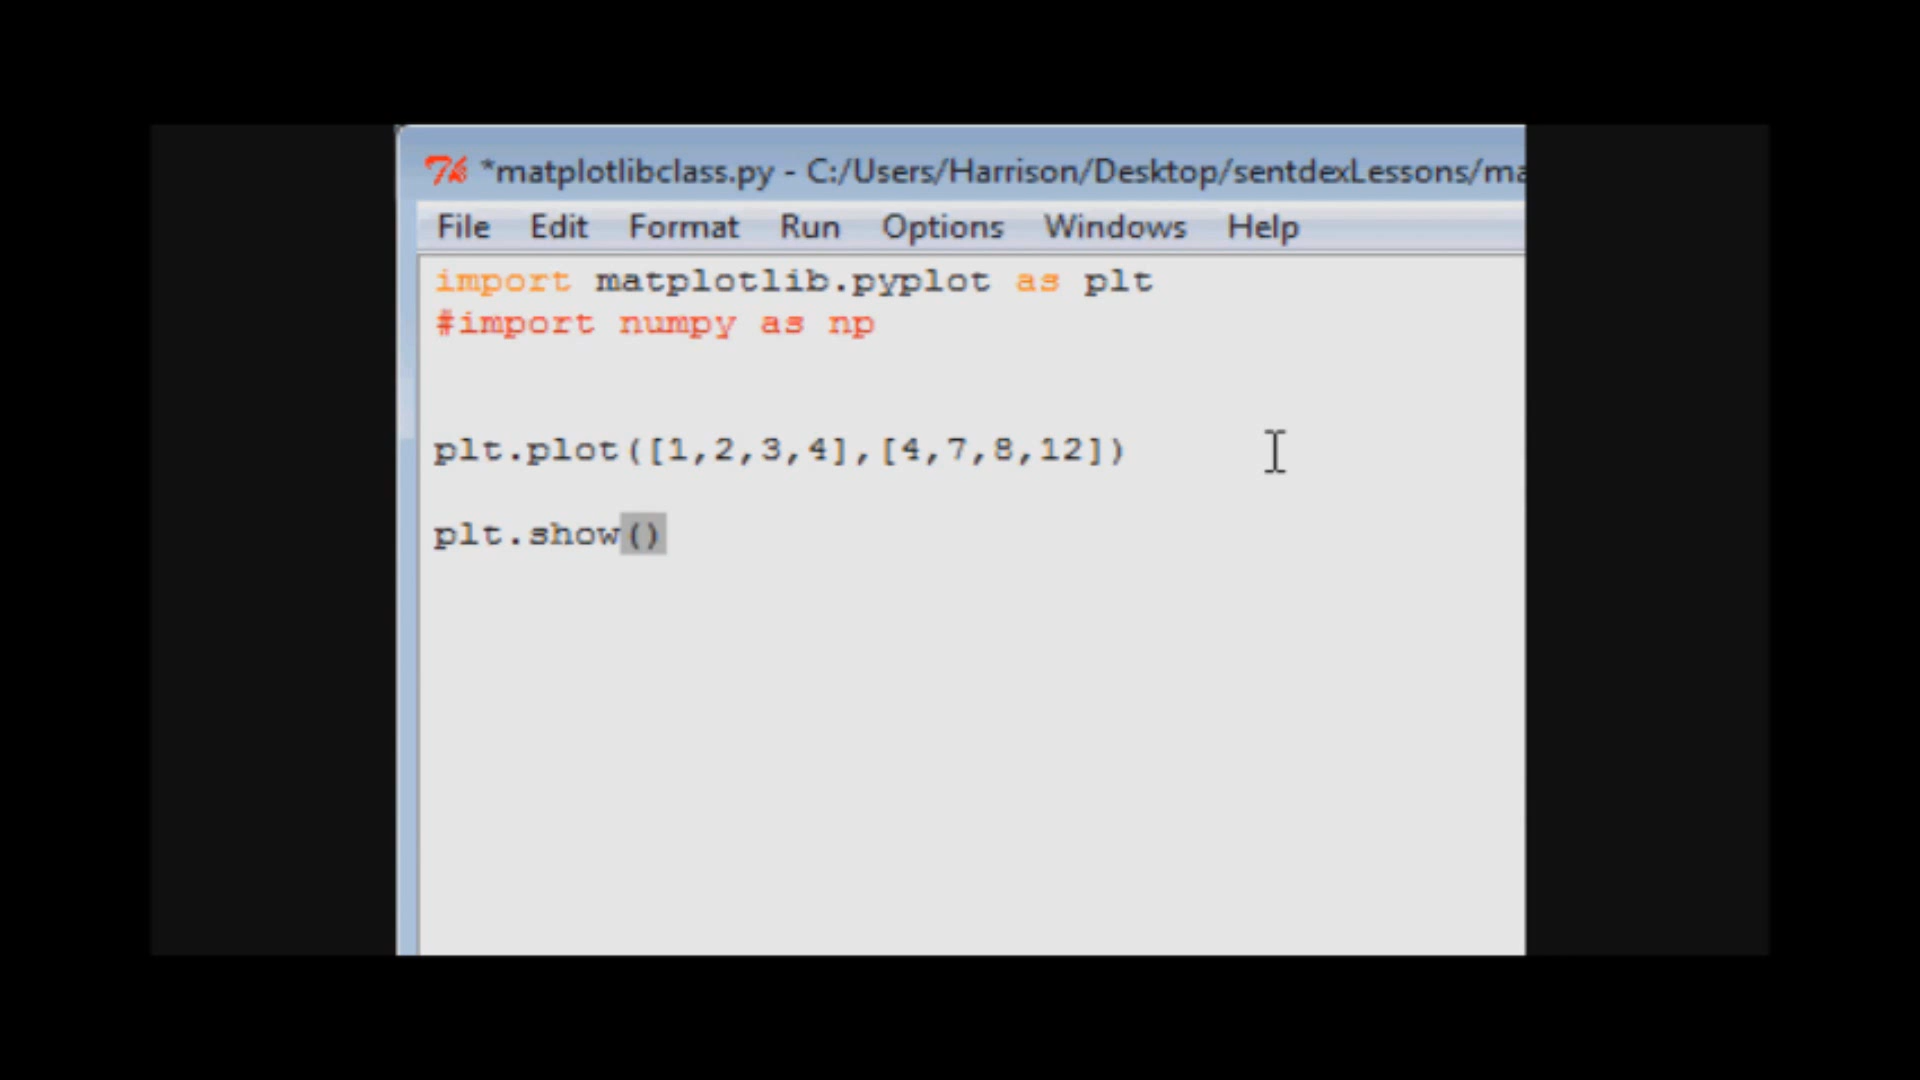 *matplotlibclass.py - C:/Users/Harrison/Desktop/sentdexLessons/ma
File Edit Format Run Options Windows Help
import matplotlib.pyplot as plt
#import numpy as np
plt.plot([1,2,3,4],[4,7,8,12])
plt.show()